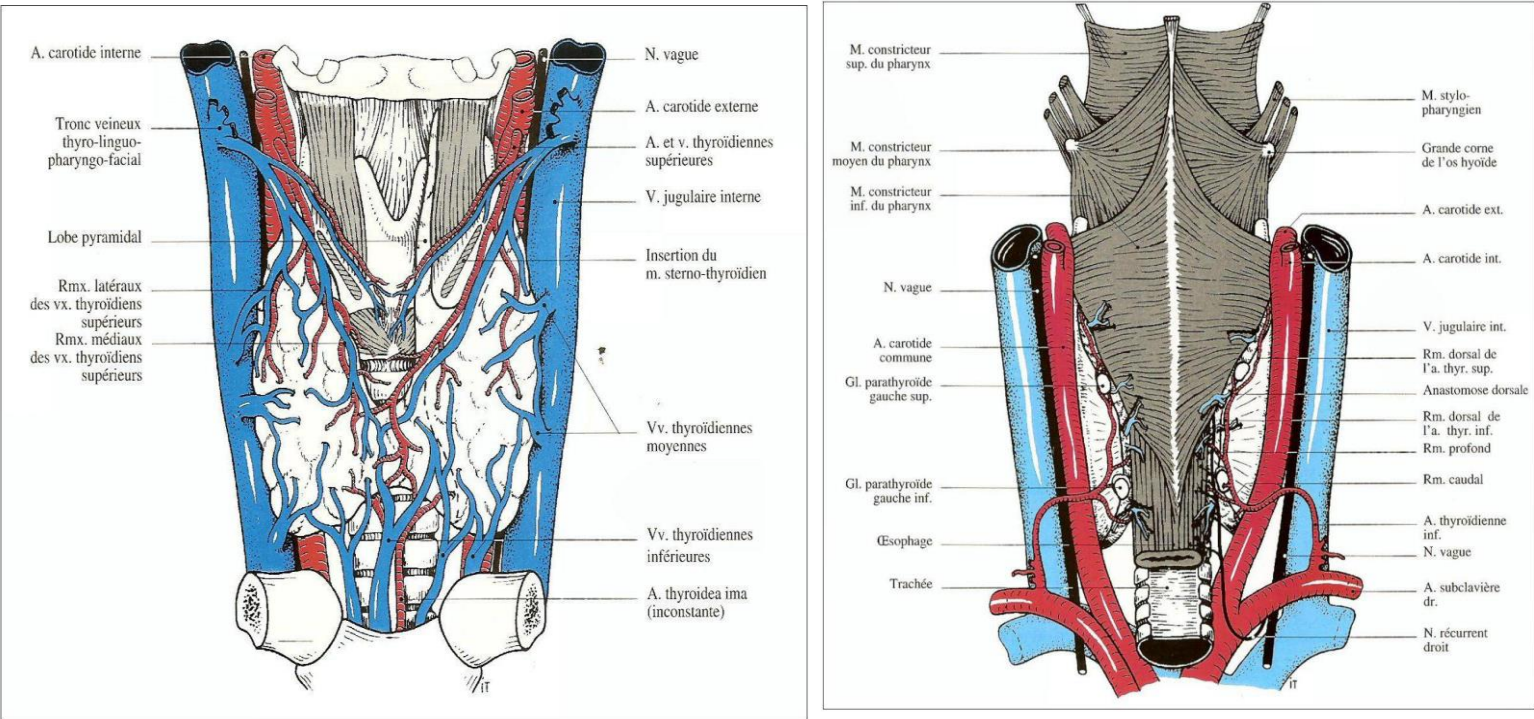 A. carotide interne
Tronc veineux
thyro-linguo-
pharyngo-facial
Lobe pyramidal
Rmx. latéraux
des vx. thyroïdiens
supérieurs
Rmx. médiaux
des vx. thyroïdiens
supérieurs
N. vague
A. carotide externe
A. et v. thyroïdiennes
supérieures
V. jugulaire interne
Insertion du
m. sterno-thyroïdien
Vv. thyroïdiennes
moyennes
Vv. thyroïdiennes
inférieures
A. thyroidea ima
(inconstante)
IT
M. constricteur
sup. du pharynx
M. constricteur
moyen du pharynx
M. constricteur
inf. du pharynx
N. vague
A. carotide
commune
Gl. parathyroïde
gauche sup.
Gl. parathyroïde
gauche inf.
Œsophage
Trachée
M. stylo-
pharyngien
Grande corne
de l'os hyoïde
A. carotide ext.
A. carotide int.
V. jugulaire int.
Rm. dorsal de
l'a. thyr. sup.
Anastomose dorsale
Rm. dorsal de
l'a. thyr. inf.
Rm. profond
Rm. caudal
A. thyroïdienne
inf.
N. vague
A. subclavière
dr.
N. récurrent
droit
IT